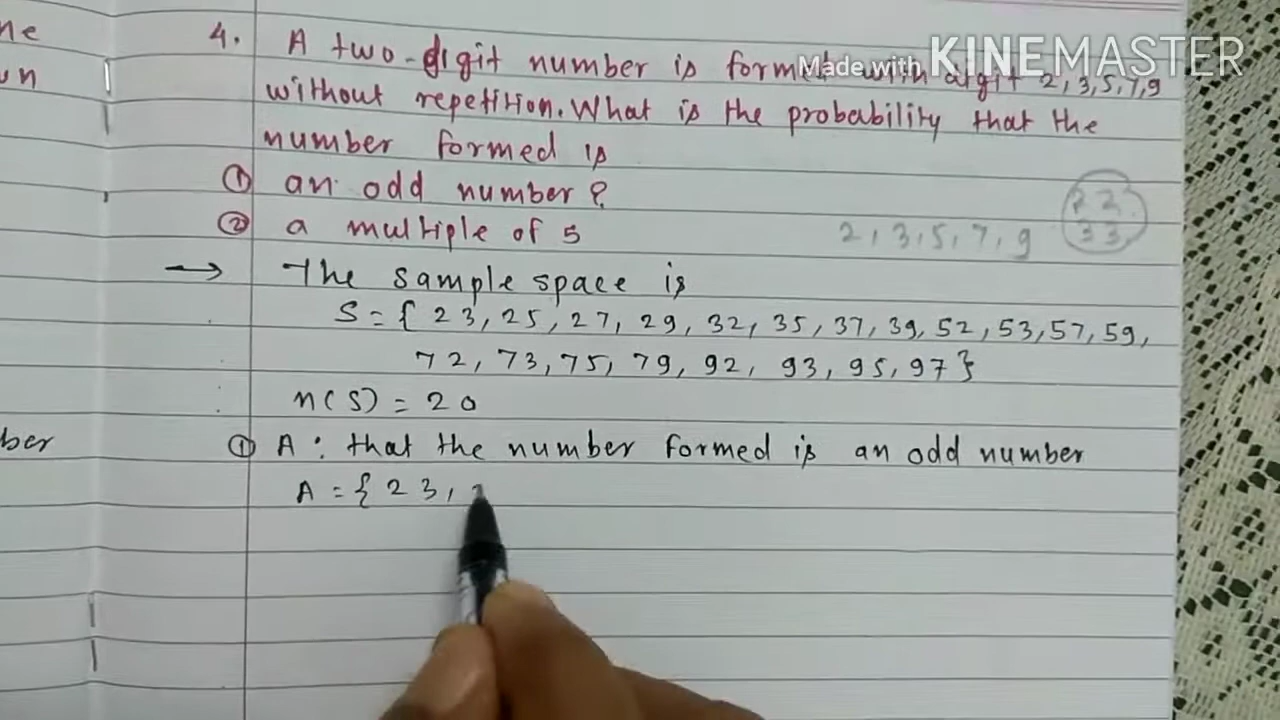 ne
un
Made with KINEMASTER
4. A two-digit number is formed with digit 2, 3, 5, 7, 9
without repetition. What is the probability that the
number formed is
① an odd number?
② a multiple of 5
2, 3, 5, 7, 9
22
33
→ The sample space is
S = { 23, 25, 27, 29, 32, 35, 37, 39, 52, 53, 57, 59,
72, 73, 75, 79, 92, 93, 95, 97 }
n(S) = 20
ber
① A : that the number formed is an odd number
A = { 23,